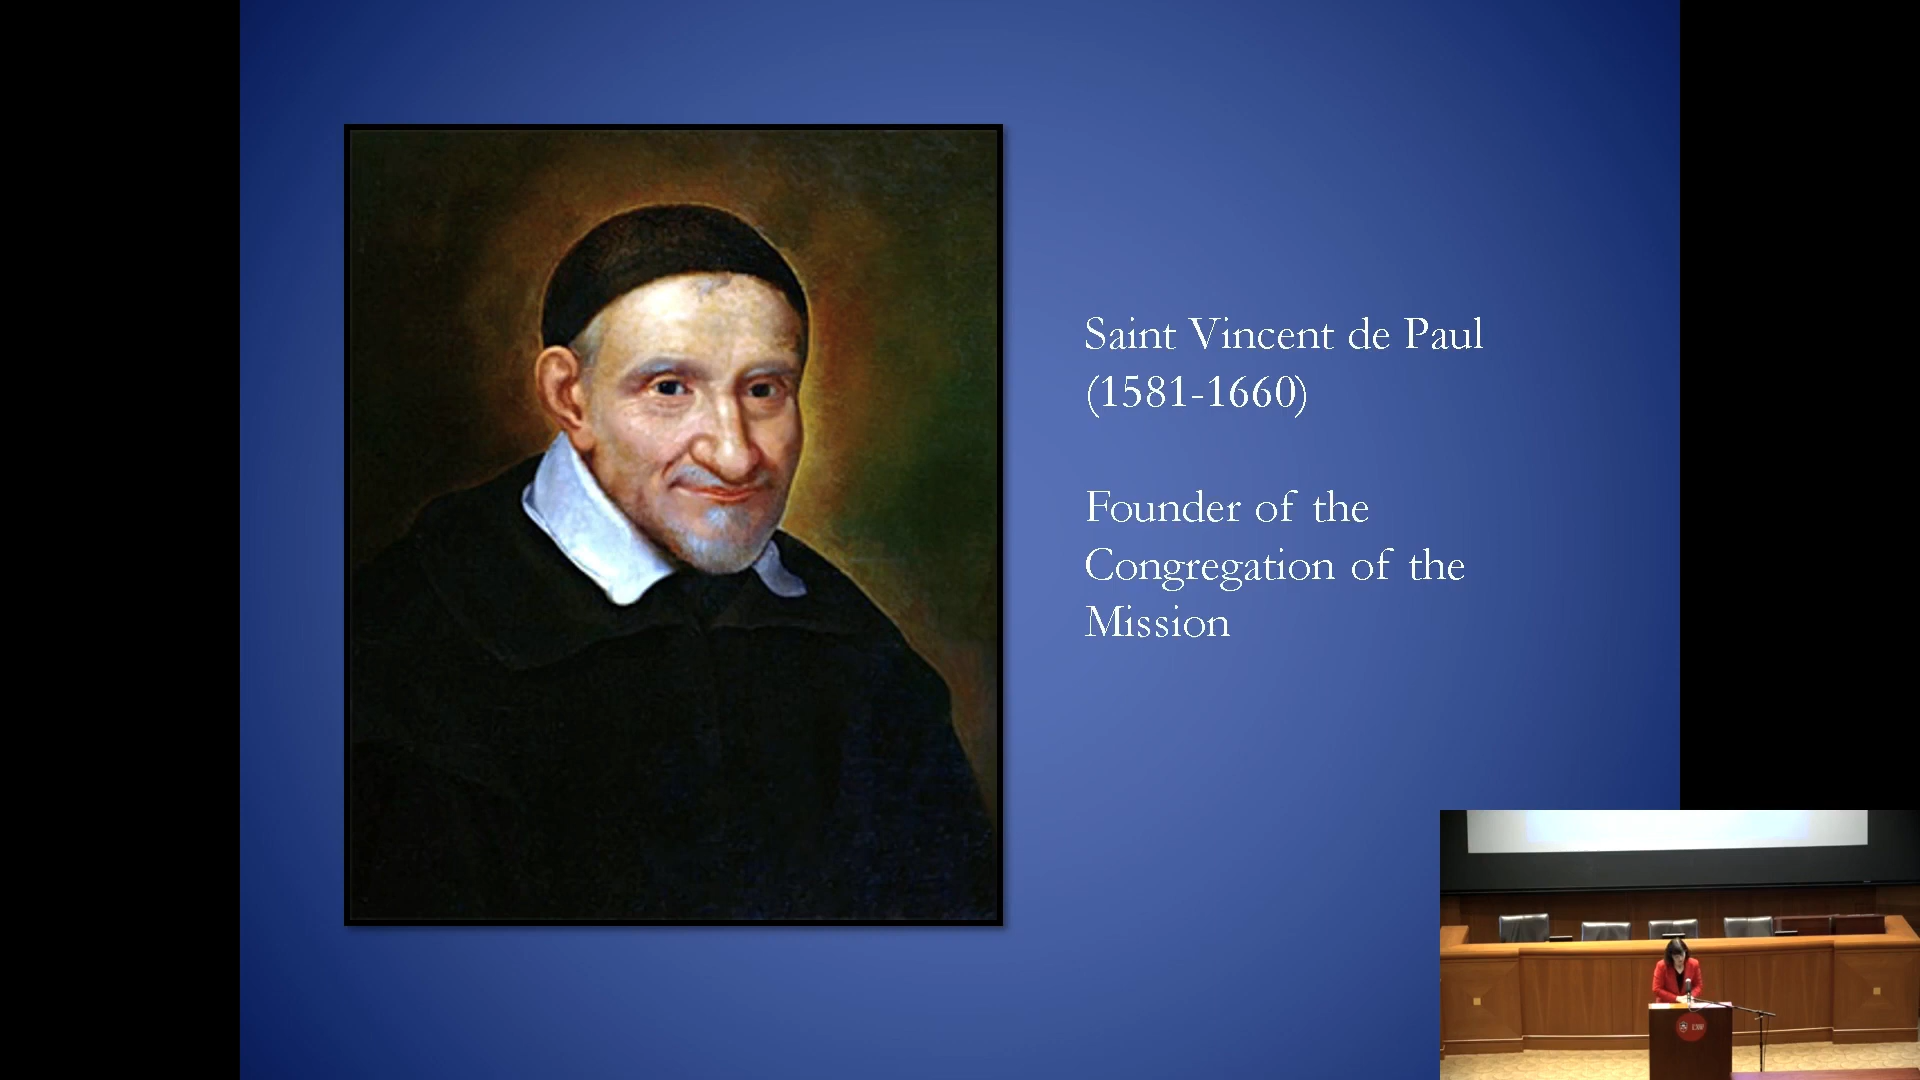 Saint Vincent de Paul
(1581-1660)
Founder of the
Congregation of the
Mission